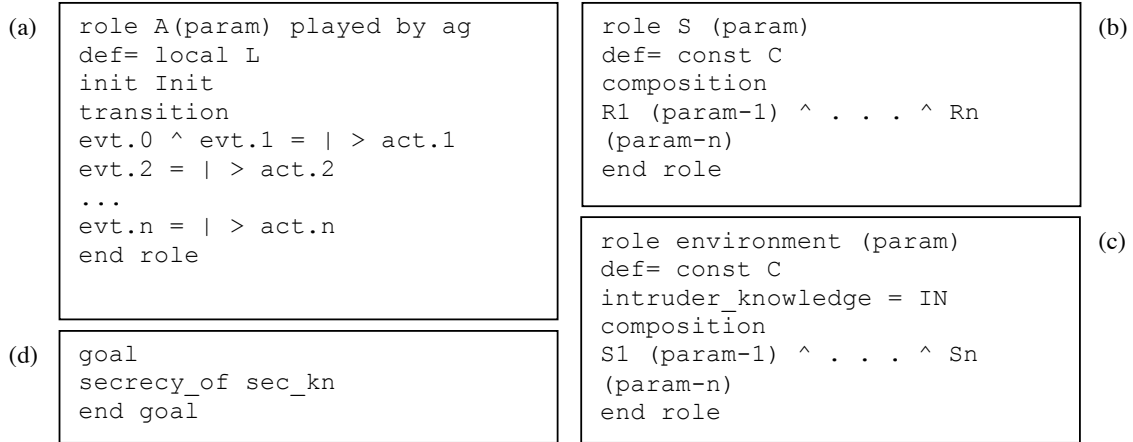 (a)
role A(param) played by ag
def= local L
init Init
transition
evt.0 ^ evt.1 = | > act.1
evt.2 = | > act.2
...
evt.n = | > act.n
end role
(b)
role S (param)
def= const C
composition
R1 (param-1) ^ . . . ^ Rn
(param-n)
end role
(c)
role environment (param)
def= const C
intruder_knowledge = IN
composition
S1 (param-1) ^ . . . ^ Sn
(param-n)
end role
(d)
goal
secrecy_of sec_kn
end goal